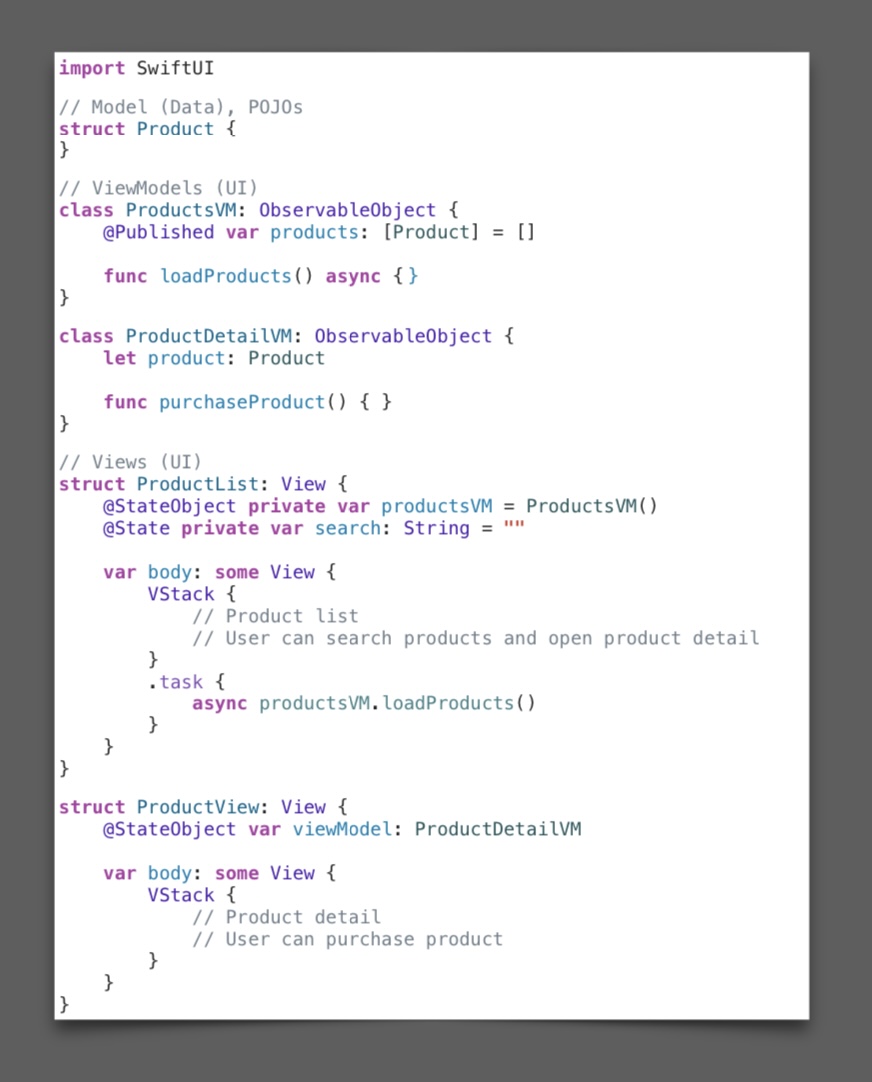 import SwiftUI
// Model (Data), POJOs
struct Product {
}
// ViewModels (UI)
class ProductsVM: ObservableObject {
    @Published var products: [Product] = []
    func loadProducts() async {}
}
class ProductDetailVM: ObservableObject {
    let product: Product
    func purchaseProduct() { }
}
// Views (UI)
struct ProductList: View {
    @StateObject private var productsVM = ProductsVM()
    @State private var search: String = ""
    var body: some View {
        VStack {
            // Product list
            // User can search products and open product detail
        }
        .task {
            async productsVM.loadProducts()
        }
    }
}
struct ProductView: View {
    @StateObject var viewModel: ProductDetailVM
    var body: some View {
        VStack {
            // Product detail
            // User can purchase product
        }
    }
}